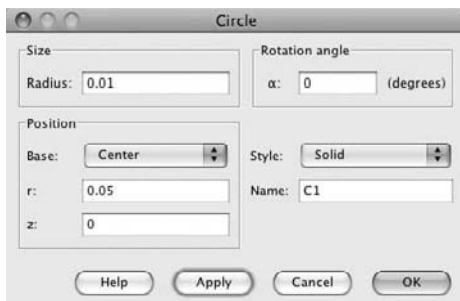 Circle
Size
Radius: 0.01
Rotation angle
α: 0 (degrees)
Position
Base: Center
r: 0.05
z: 0
Style: Solid
Name: C1
Help Apply Cancel OK